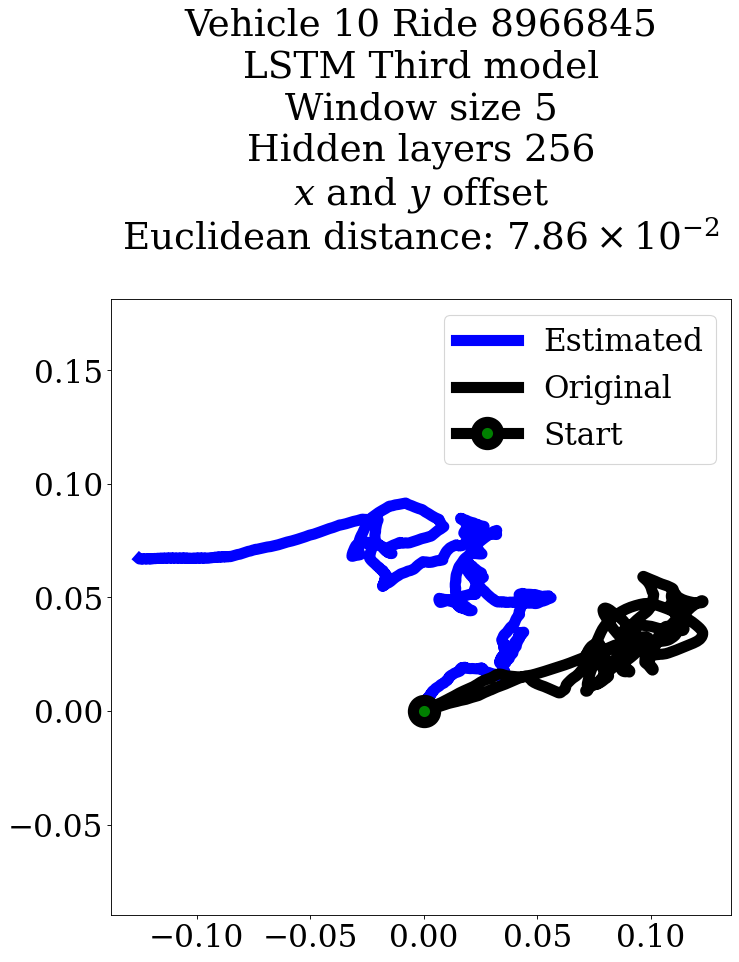 Vehicle 10 Ride 8966845
LSTM Third model
Window size 5
Hidden layers 256
x and y offset
Euclidean distance: 7.86 × 10⁻²
Estimated
Original
Start
0.15
0.10
0.05
0.00
−0.05
−0.10 −0.05 0.00 0.05 0.10